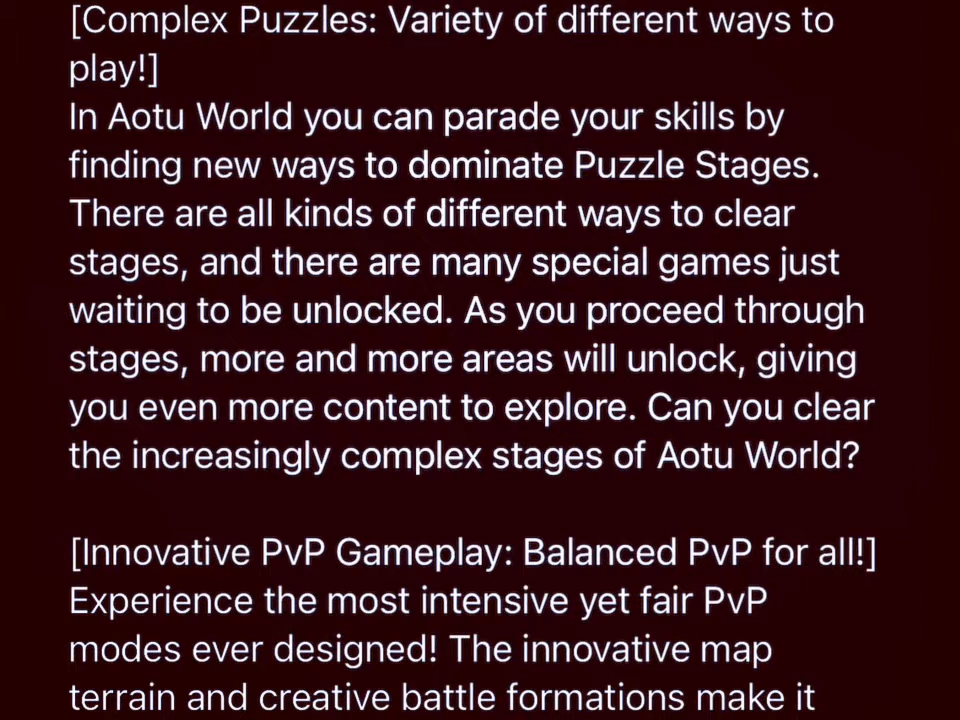 [Complex Puzzles: Variety of different ways to
play!]
In Aotu World you can parade your skills by
finding new ways to dominate Puzzle Stages.
There are all kinds of different ways to clear
stages, and there are many special games just
waiting to be unlocked. As you proceed through
stages, more and more areas will unlock, giving
you even more content to explore. Can you clear
the increasingly complex stages of Aotu World?
[Innovative PvP Gameplay: Balanced PvP for all!]
Experience the most intensive yet fair PvP
modes ever designed! The innovative map
terrain and creative battle formations make it